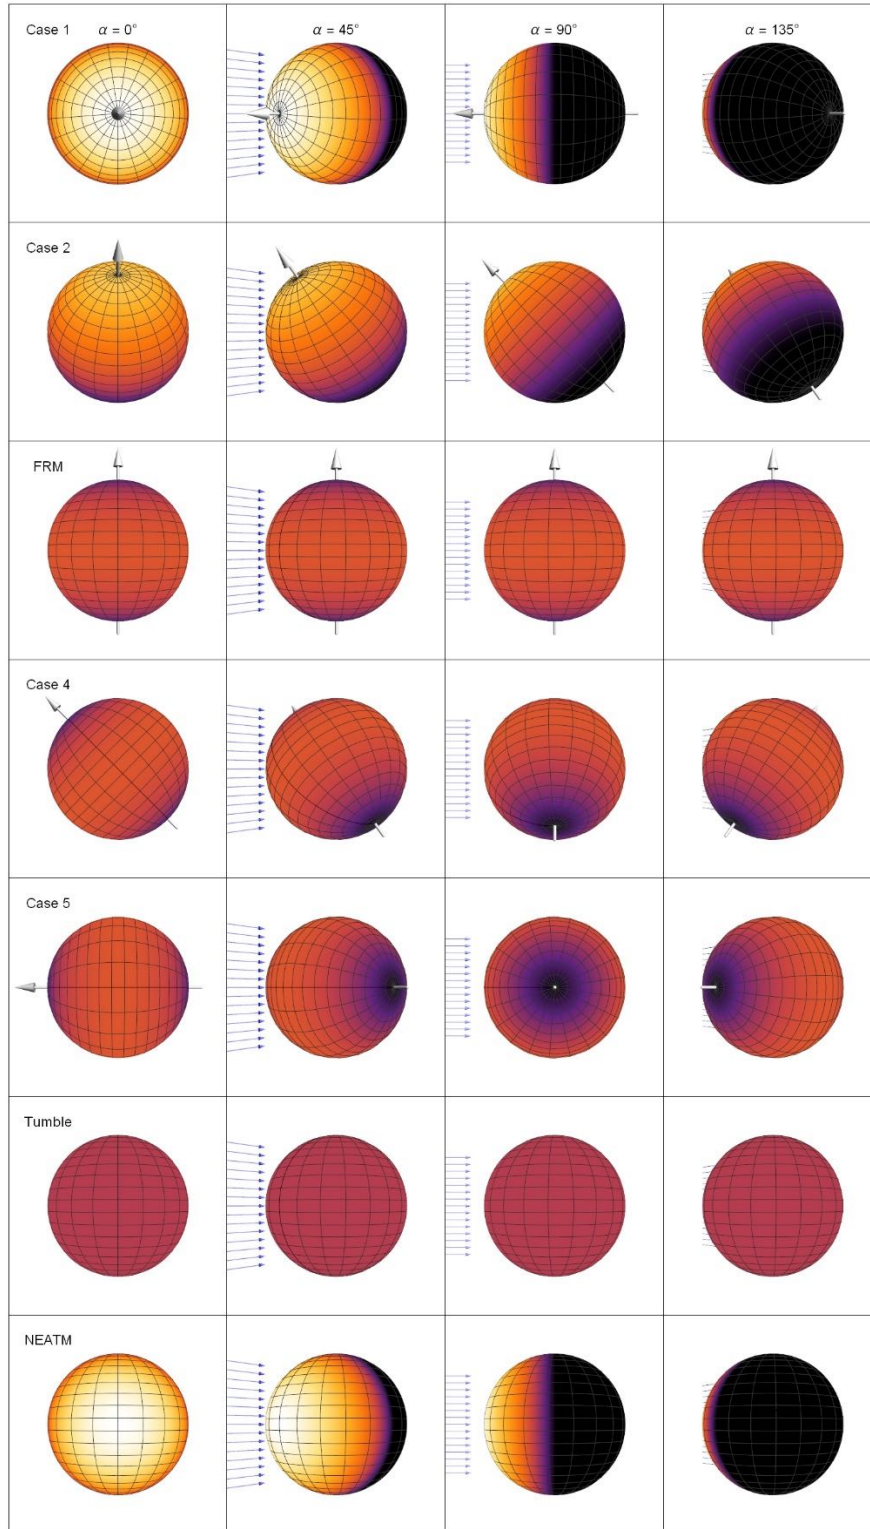 Case 1 α = 0° α = 45° α = 90° α = 135°
Case 2
FRM
Case 4
Case 5
Tumble
NEATM